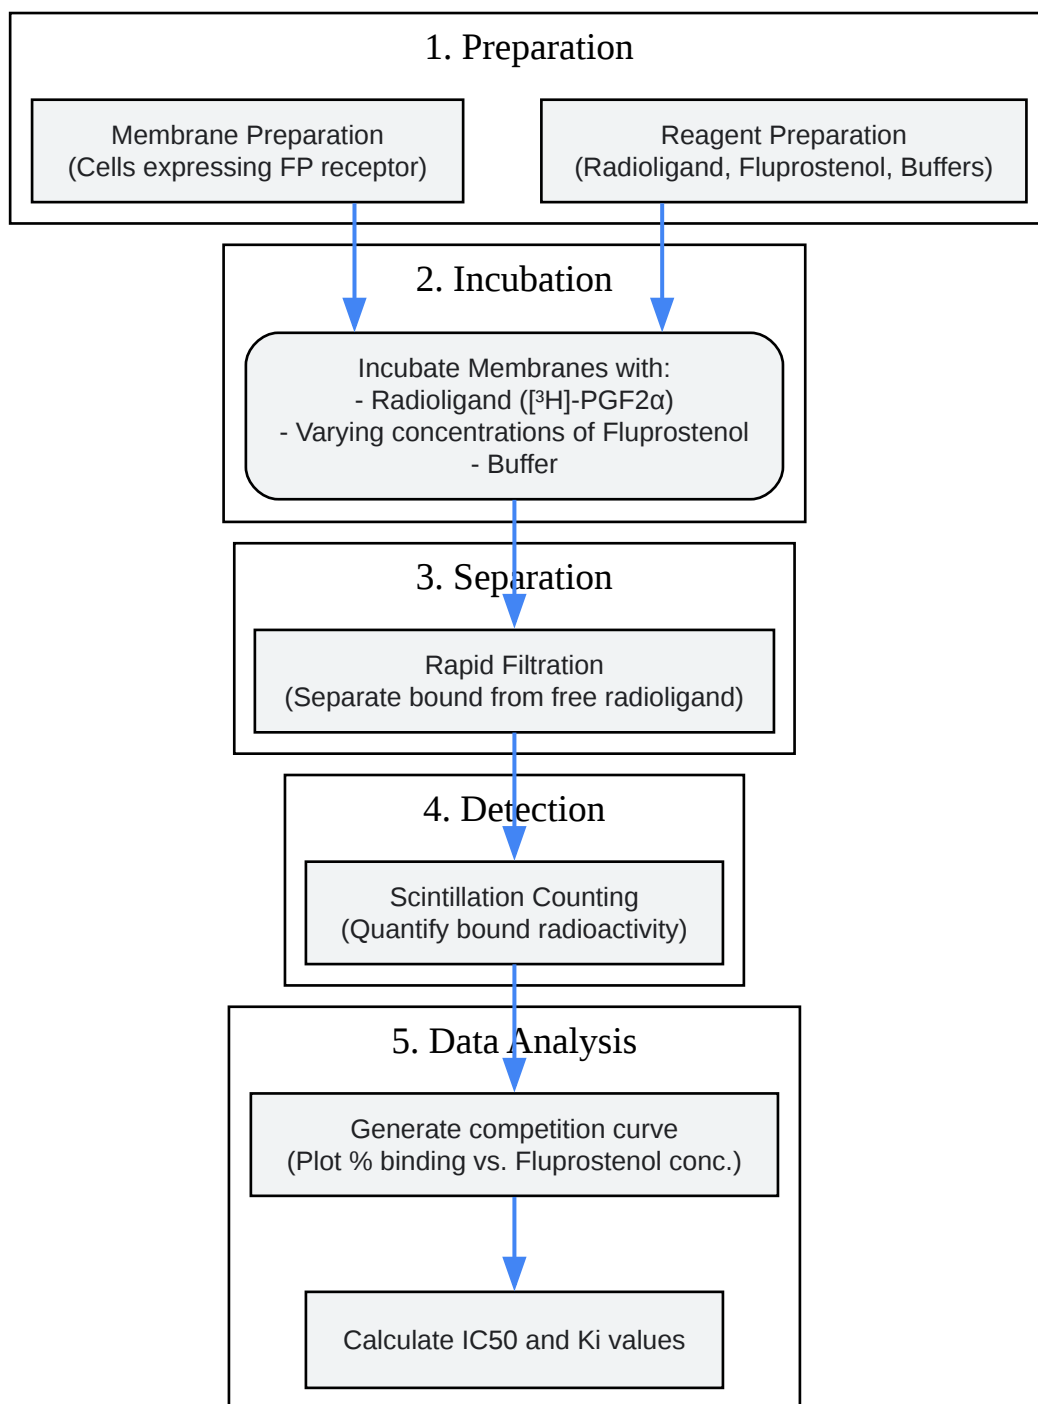 1. Preparation
Membrane Preparation
(Cells expressing FP receptor)
Reagent Preparation
(Radioligand, Fluprostenol, Buffers)
2. Incubation
Incubate Membranes with:
- Radioligand ([³H]-PGF2α)
- Varying concentrations of Fluprostenol
- Buffer
3. Separation
Rapid Filtration
(Separate bound from free radioligand)
4. Detection
Scintillation Counting
(Quantify bound radioactivity)
5. Data Analysis
Generate competition curve
(Plot % binding vs. Fluprostenol conc.)
Calculate IC50 and Ki values